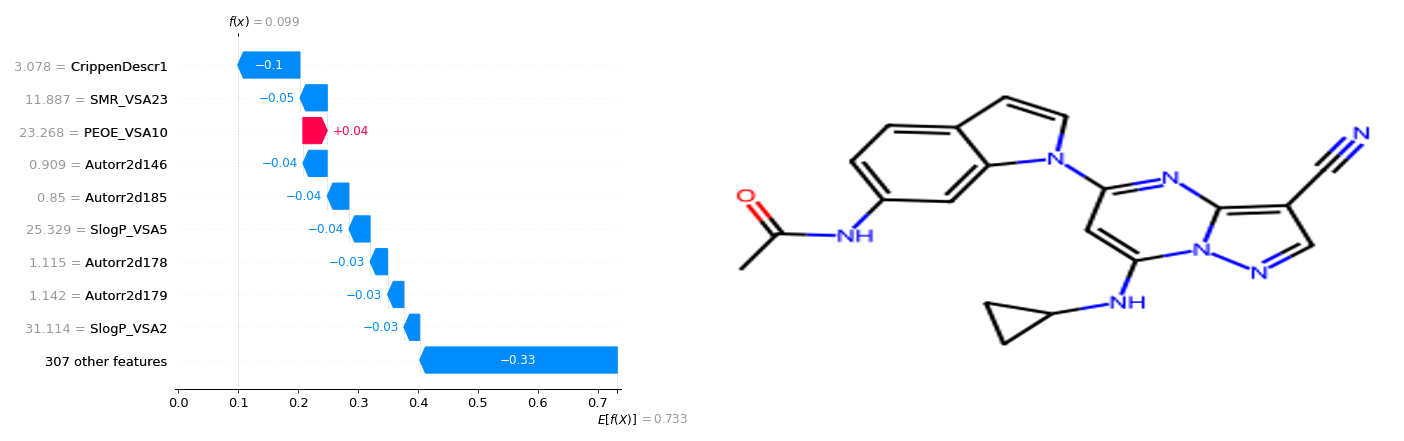 f(x) = 0.099
3.078 = CrippenDescr1
−0.1
11.887 = SMR_VSA23
−0.05
23.268 = PEOE_VSA10
+0.04
0.909 = Autorr2d146
−0.04
0.85 = Autorr2d185
−0.04
25.329 = SlogP_VSA5
−0.04
1.115 = Autorr2d178
−0.03
1.142 = Autorr2d179
−0.03
31.114 = SlogP_VSA2
−0.03
307 other features
−0.33
0.0 0.1 0.2 0.3 0.4 0.5 0.6 0.7
E[f(X)] = 0.733
N
N
N
O
NH
N
N
NH